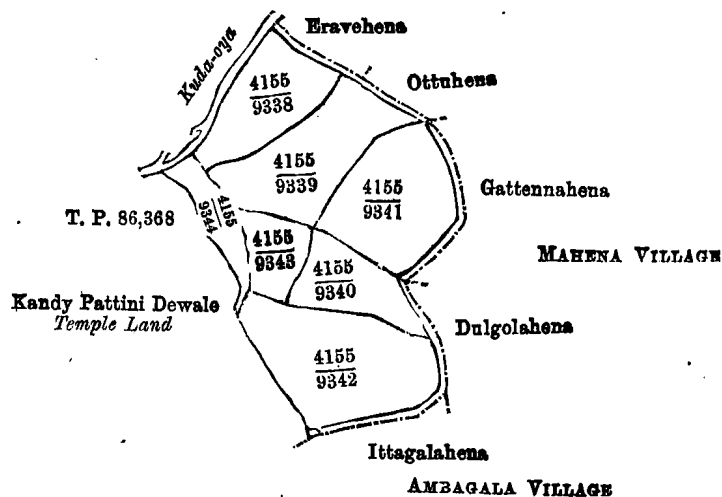 Eravehena
Kuda-oya
Ottuhena
4155
9338
4155
9339
4155
9341
Gattennahena
T. P. 86,368
4155
9344
4155
9343
4155
9340
MAHENA VILLAGE
Kandy Pattini Dewale
Temple Land
Dulgolahena
4155
9342
Ittagalahena
AMBAGALA VILLAGE